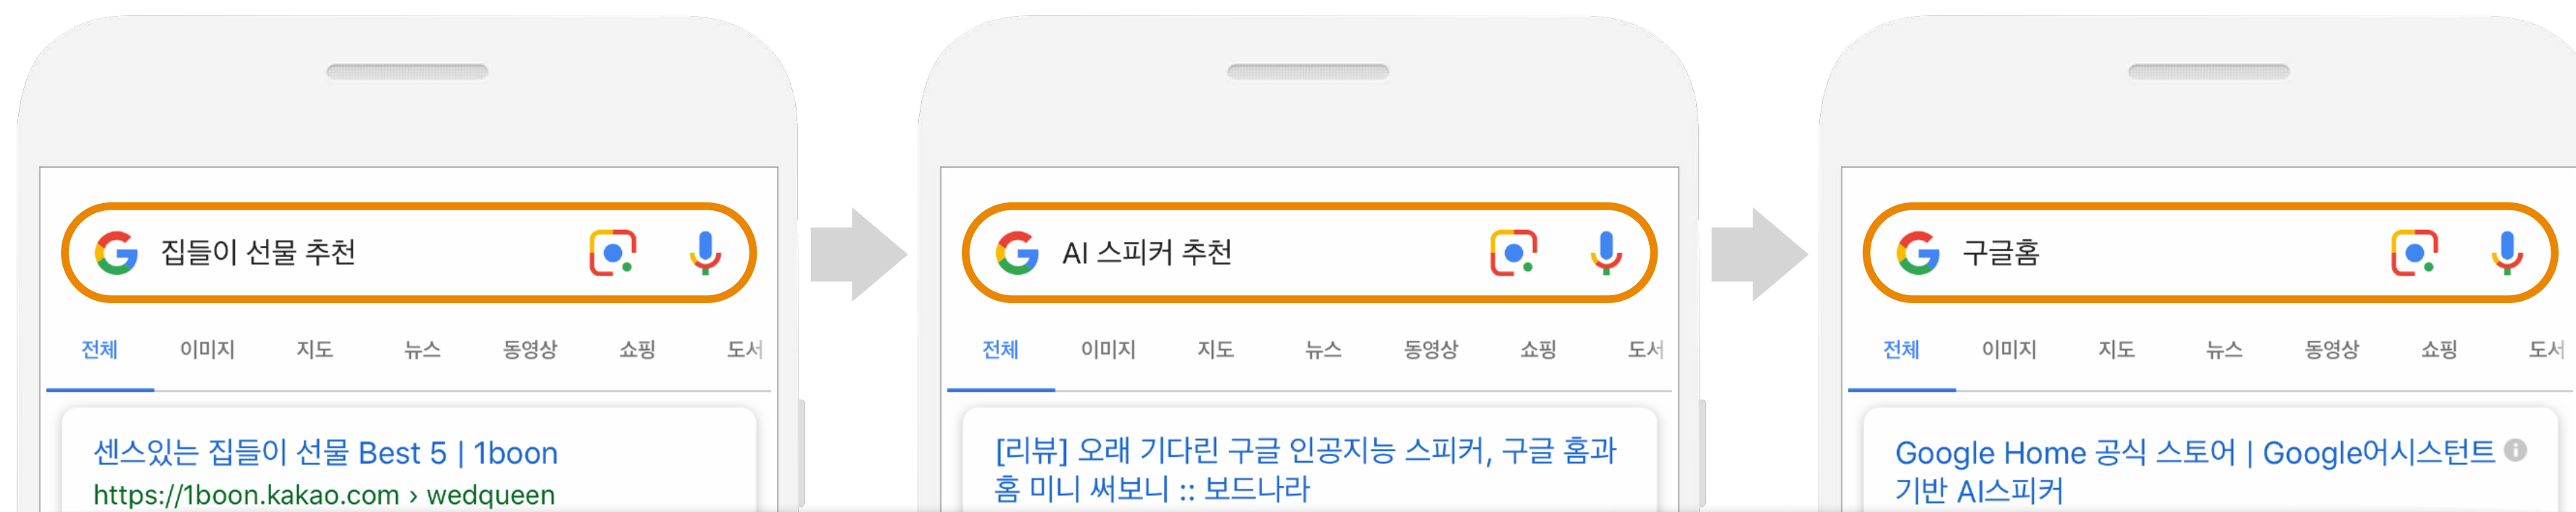 집들이 선물 추천
전체 이미지 지도 뉴스 동영상 쇼핑 도서
센스있는 집들이 선물 Best 5 | 1boon
https://1boon.kakao.com › wedqueen
AI 스피커 추천
전체 이미지 지도 뉴스 동영상 쇼핑 도서
[리뷰] 오래 기다린 구글 인공지능 스피커, 구글 홈과
홈 미니 써보니 :: 보드나라
구글홈
전체 이미지 지도 뉴스 동영상 쇼핑 도서
Google Home 공식 스토어 | Google어시스턴트
기반 AI스피커